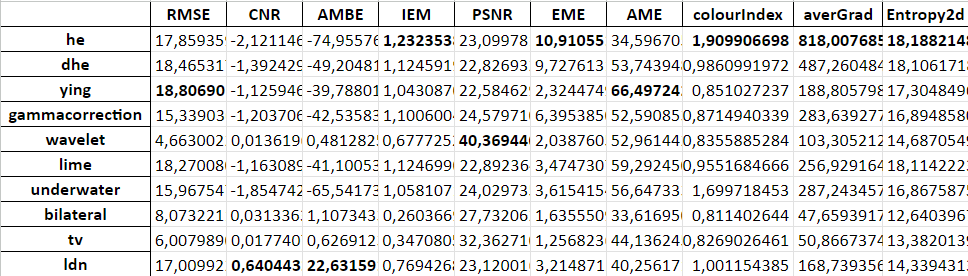 RMSE CNR AMBE IEM PSNR EME AME colourIndex averGrad Entropy2d
he 17,85935 -2,121146 -74,95576 1,232353 23,09978 10,91055 34,5967 1,909906698 818,007685 18,188214
dhe 18,46531 -1,392429 -49,20481 1,124591 22,82693 9,727613 53,74394 0,9860991972 487,260484 18,106171
ying 18,80690 -1,125946 -39,78801 1,043087 22,58462 2,324474 66,49724 0,851027237 188,805798 17,304849
gammacorrection 15,33903 -1,203706 -42,53583 1,100600 24,57971 6,395385 52,59085 0,8714940339 283,639277 16,894858
wavelet 4,663002 0,013619 0,481282 0,677725 40,36944 2,038760 52,96144 0,8355885284 103,305212 14,687054
lime 18,27008 -1,163089 -41,10053 1,124699 22,89236 3,474730 59,29245 0,9551684666 256,929164 18,114222
underwater 15,96754 -1,854742 -65,54173 1,058107 24,02973 3,615415 56,64733 1,699718453 287,243457 16,867587
bilateral 8,073221 0,031336 1,107343 0,260366 27,73206 1,635550 33,61695 0,811402644 47,6593917 12,640396
tv 6,007989 0,017740 0,626912 0,347080 32,36271 1,256823 44,13624 0,8269026461 50,8667374 13,382013
ldn 17,00992 0,640443 22,63159 0,769426 23,12001 3,214871 40,25617 1,001154385 168,739356 14,339431